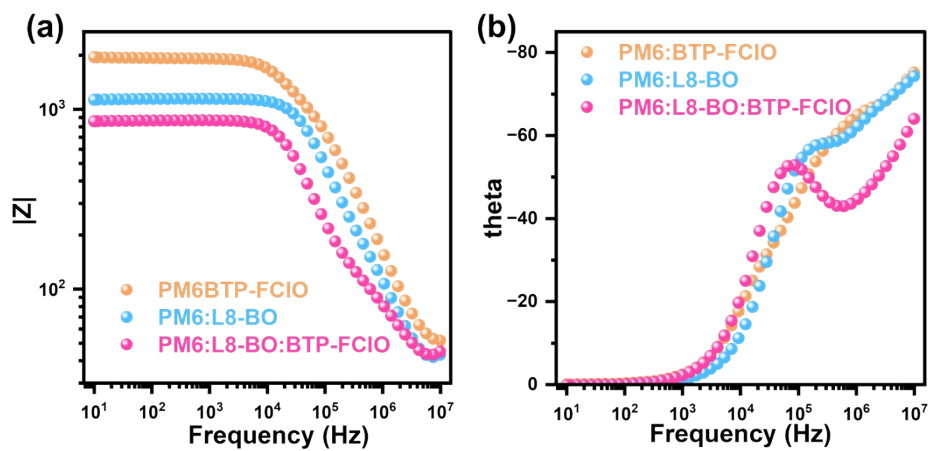 (a)
|Z|
10³
10²
PM6BTP-FClO
PM6:L8-BO
PM6:L8-BO:BTP-FClO
10¹ 10² 10³ 10⁴ 10⁵ 10⁶ 10⁷
Frequency (Hz)
(b)
theta
−80
−60
−40
−20
0
PM6:BTP-FClO
PM6:L8-BO
PM6:L8-BO:BTP-FClO
10¹ 10² 10³ 10⁴ 10⁵ 10⁶ 10⁷
Frequency (Hz)